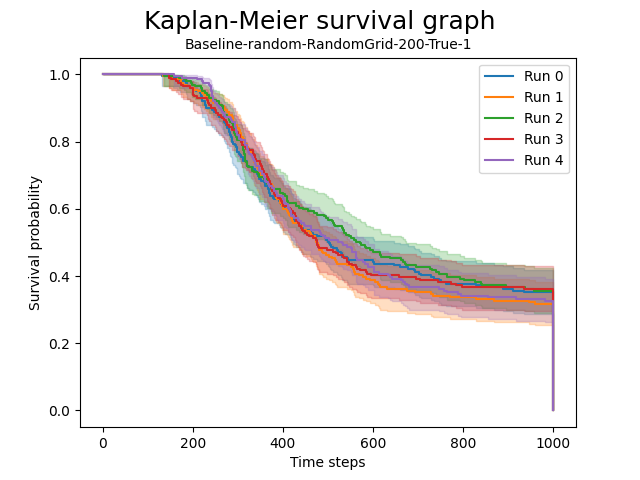 Kaplan-Meier survival graph
Baseline-random-RandomGrid-200-True-1
Run 0
Run 1
Run 2
Run 3
Run 4
Survival probability
1.0
0.8
0.6
0.4
0.2
0.0
0 200 400 600 800 1000
Time steps